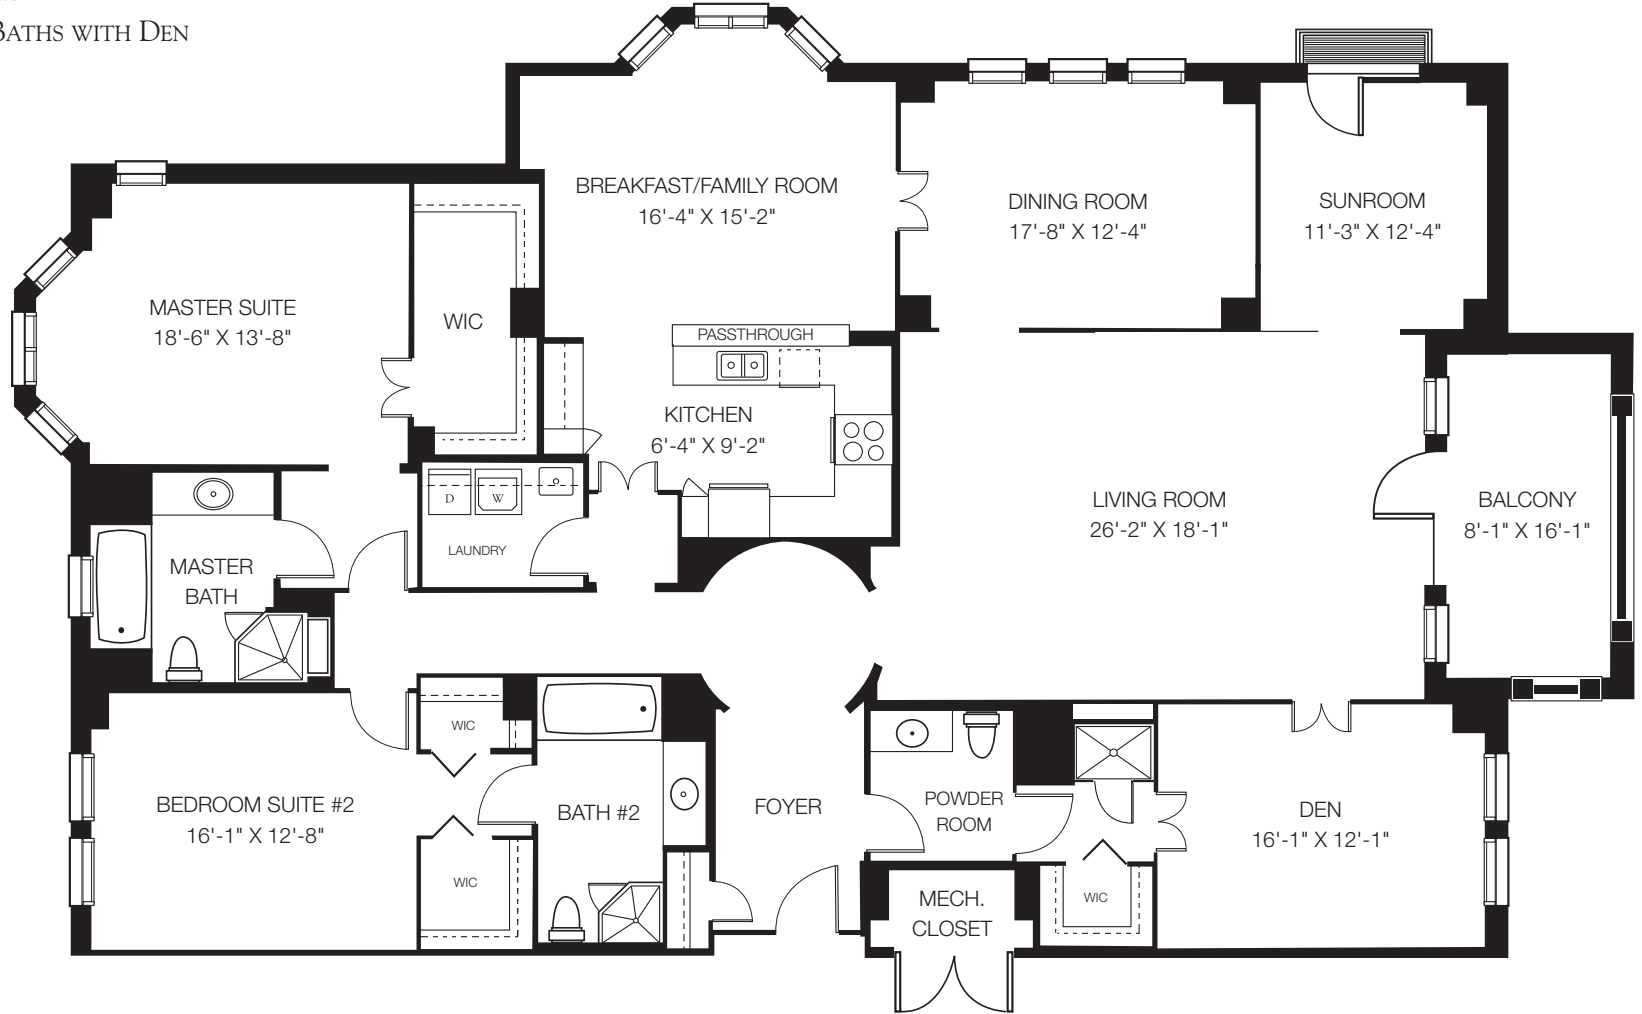 BATHS WITH DEN
BREAKFAST/FAMILY ROOM
16'-4" X 15'-2"
DINING ROOM
17'-8" X 12'-4"
SUNROOM
11'-3" X 12'-4"
MASTER SUITE
18'-6" X 13'-8"
WIC
PASSTHROUGH
KITCHEN
6'-4" X 9'-2"
D
W
LAUNDRY
LIVING ROOM
26'-2" X 18'-1"
BALCONY
8'-1" X 16'-1"
MASTER
BATH
WIC
BEDROOM SUITE #2
16'-1" X 12'-8"
BATH #2
FOYER
POWDER
ROOM
DEN
16'-1" X 12'-1"
WIC
MECH.
CLOSET
WIC